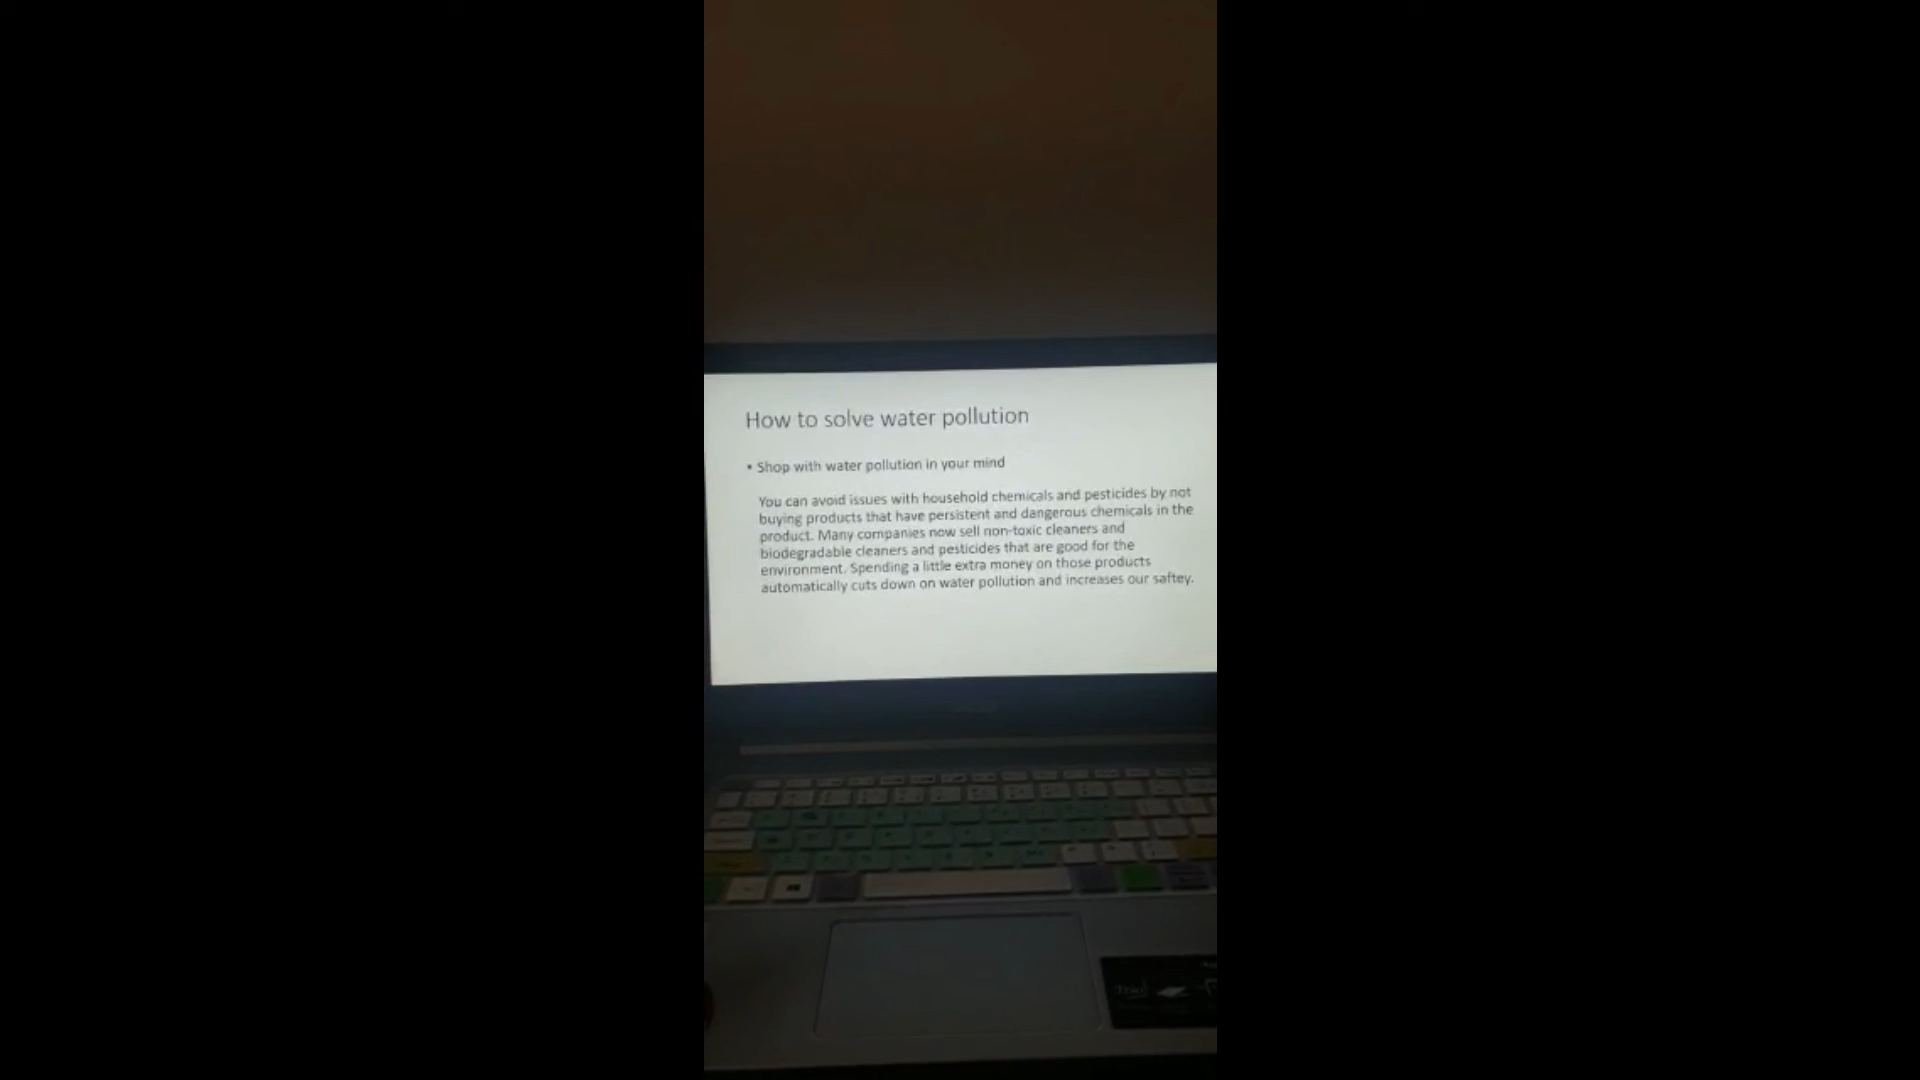 How to solve water pollution
• Shop with water pollution in your mind
You can avoid issues with household chemicals and pesticides by not
buying products that have persistent and dangerous chemicals in the
product. Many companies now sell non-toxic cleaners and
biodegradable cleaners and pesticides that are good for the
environment. Spending a little extra money on those products
automatically cuts down on water pollution and increases our saftey.